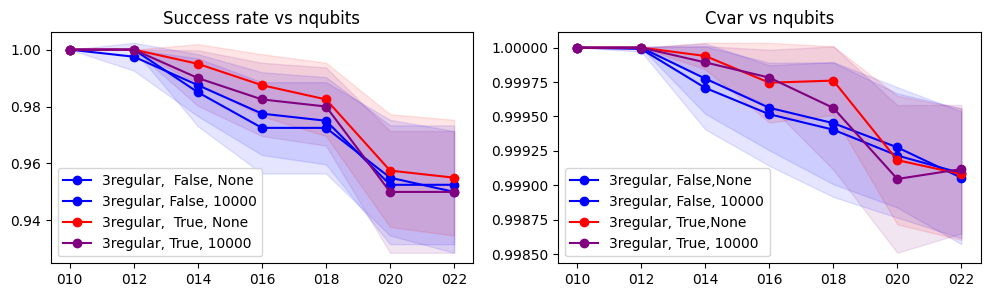 Success rate vs nqubits
1.00
0.98
0.96
0.94
3regular,  False, None
3regular, False, 10000
3regular,  True, None
3regular, True, 10000
010 012 014 016 018 020 022
Cvar vs nqubits
1.00000
0.99975
0.99950
0.99925
0.99900
0.99875
0.99850
3regular, False,None
3regular, False, 10000
3regular, True,None
3regular, True, 10000
010 012 014 016 018 020 022